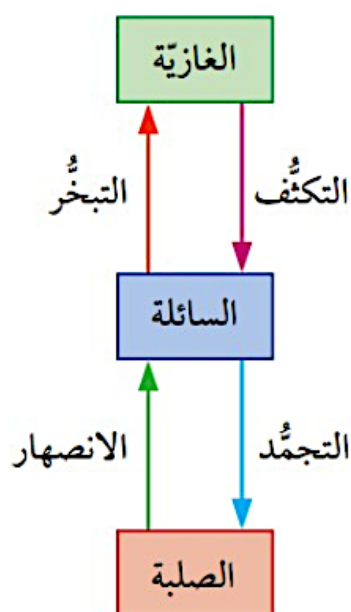 الغازيّة
التكثُّف
التبخُّر
السائلة
التجمُّد
الانصهار
الصلبة